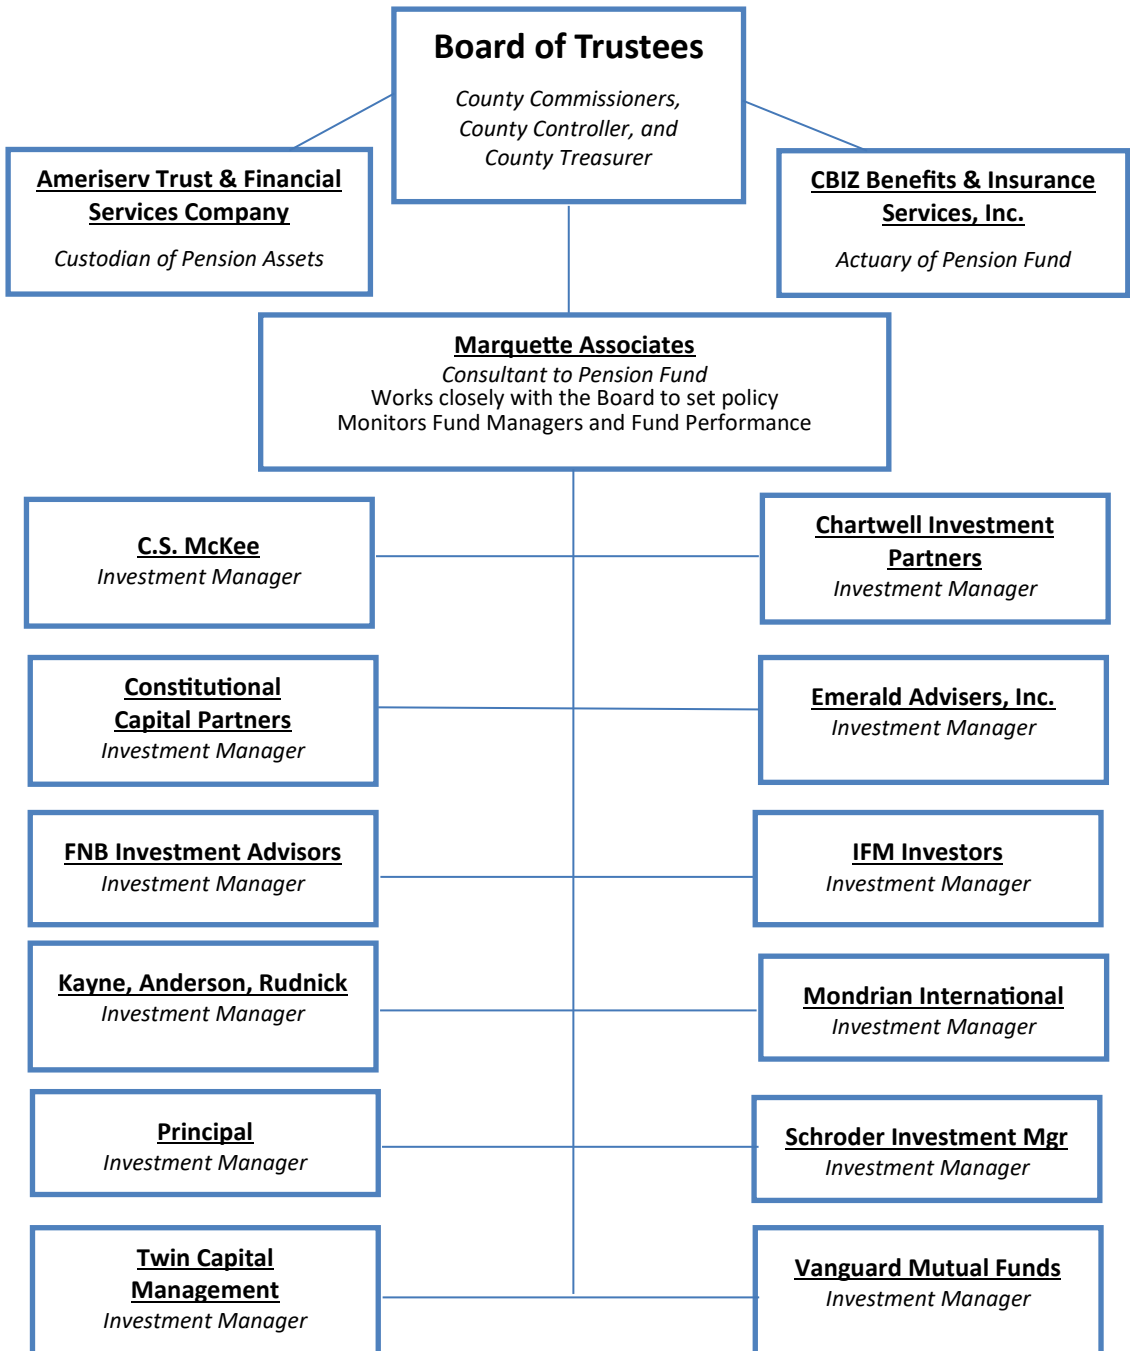 Board of Trustees
County Commissioners,
County Controller, and
County Treasurer
Ameriserv Trust & Financial
Services Company
Custodian of Pension Assets
CBIZ Benefits & Insurance
Services, Inc.
Actuary of Pension Fund
Marquette Associates
Consultant to Pension Fund
Works closely with the Board to set policy
Monitors Fund Managers and Fund Performance
C.S. McKee
Investment Manager
Chartwell Investment
Partners
Investment Manager
Constitutional
Capital Partners
Investment Manager
Emerald Advisers, Inc.
Investment Manager
FNB Investment Advisors
Investment Manager
IFM Investors
Investment Manager
Kayne, Anderson, Rudnick
Investment Manager
Mondrian International
Investment Manager
Principal
Investment Manager
Schroder Investment Mgr
Investment Manager
Twin Capital
Management
Investment Manager
Vanguard Mutual Funds
Investment Manager